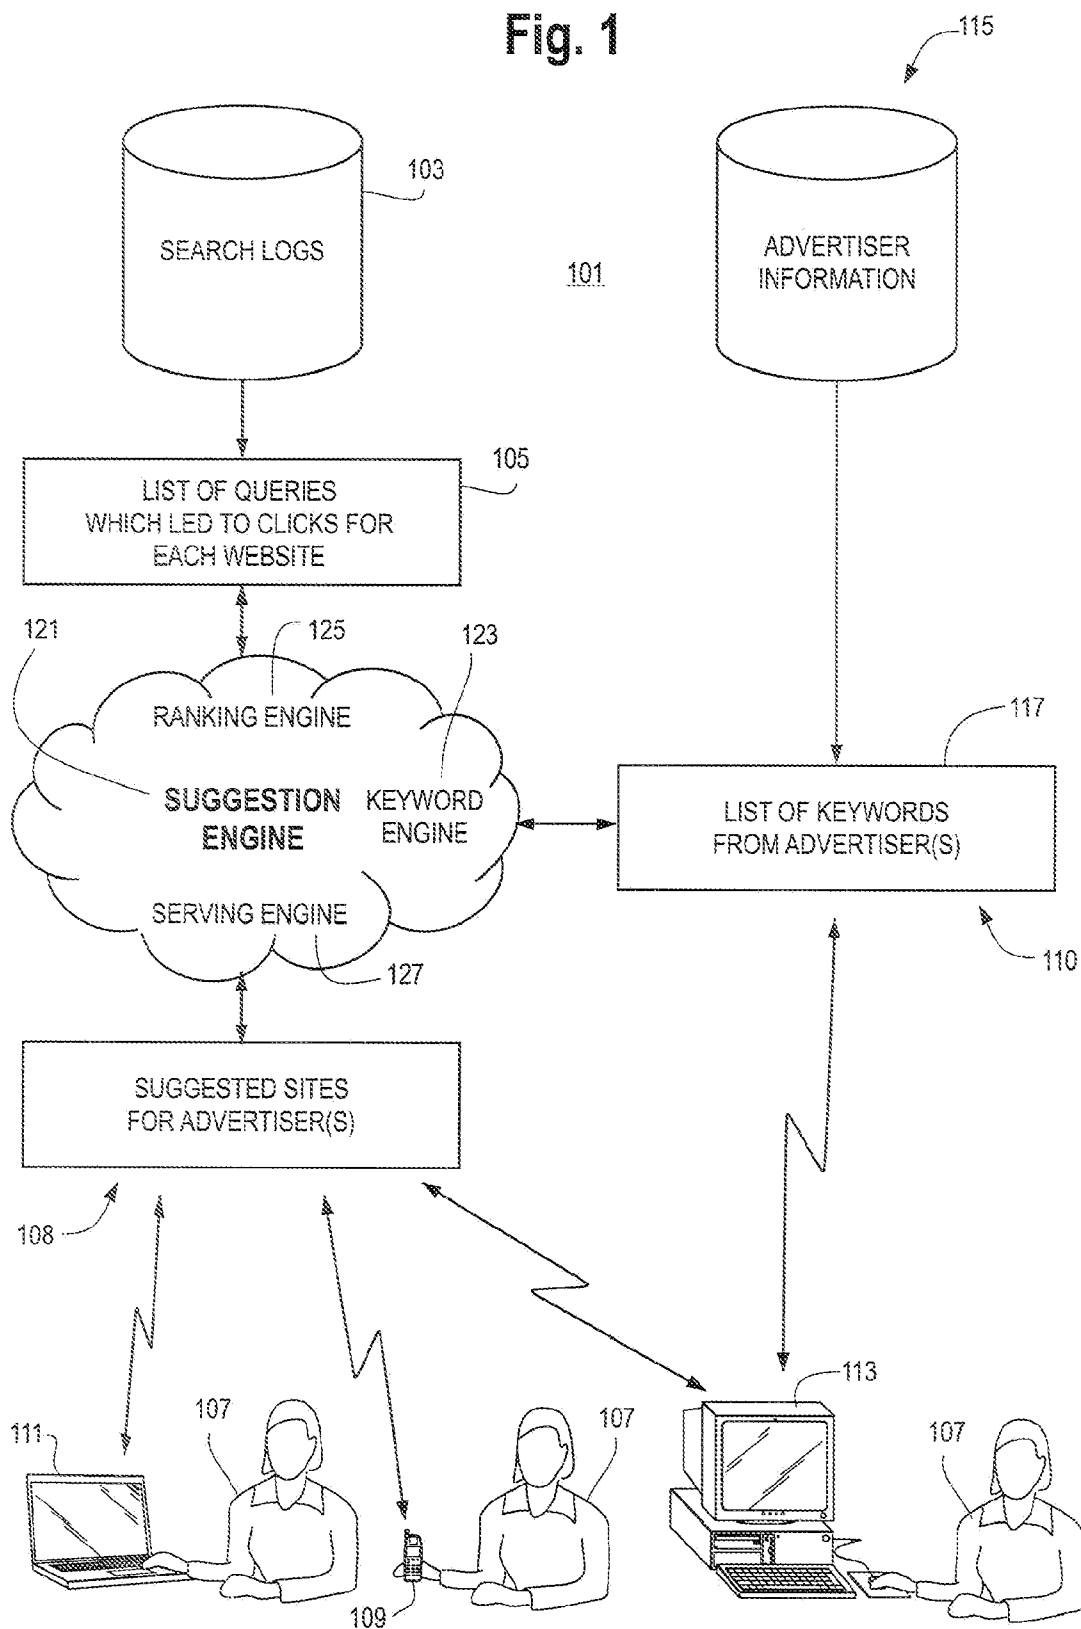 Fig. 1
115
103
SEARCH LOGS
101
ADVERTISER
INFORMATION
105
LIST OF QUERIES
WHICH LED TO CLICKS FOR
EACH WEBSITE
121
125
123
RANKING ENGINE
117
SUGGESTION
ENGINE
KEYWORD
ENGINE
LIST OF KEYWORDS
FROM ADVERTISER(S)
SERVING ENGINE
127
110
SUGGESTED SITES
FOR ADVERTISER(S)
108
113
107
107
107
111
109